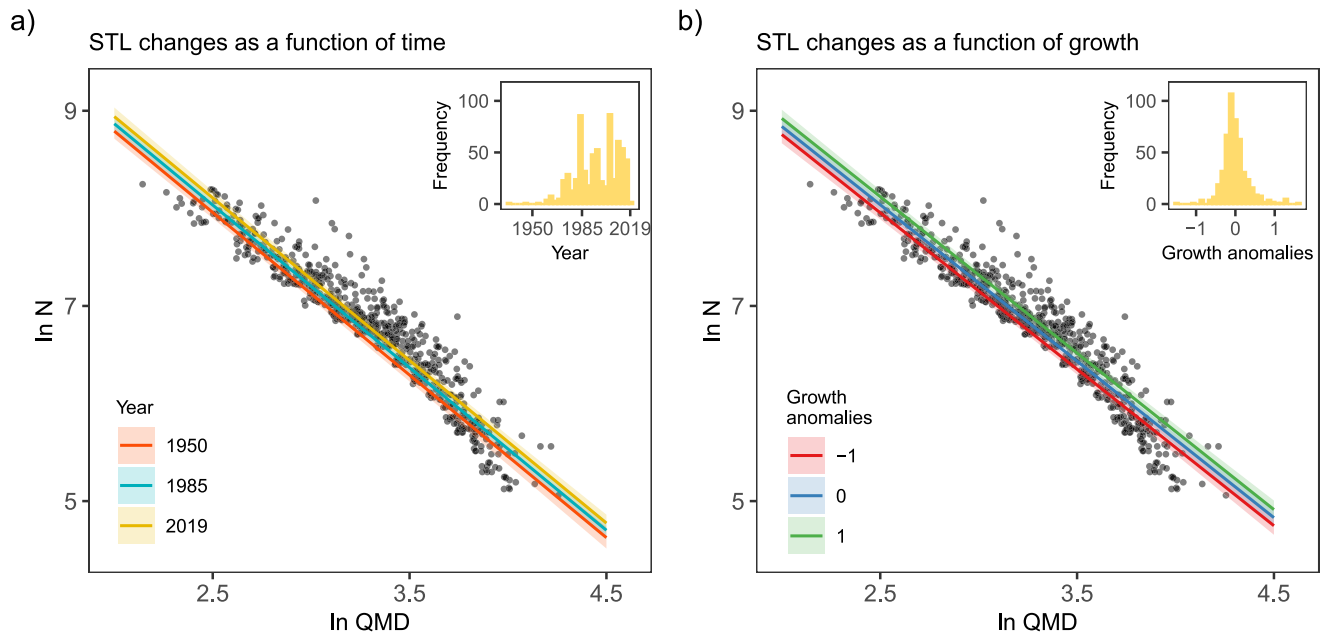 a)
STL changes as a function of time
9
7
5
ln N
2.5
3.5
4.5
ln QMD
Frequency
100
50
0
1950
1985
2019
Year
Year
1950
1985
2019
b)
STL changes as a function of growth
9
7
5
ln N
2.5
3.5
4.5
ln QMD
Frequency
100
50
0
−1
0
1
Growth anomalies
Growth
anomalies
−1
0
1